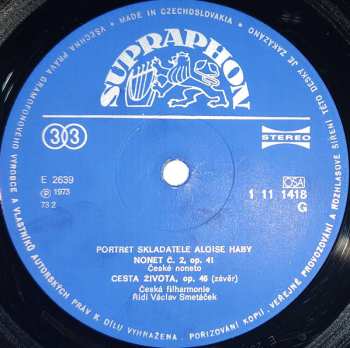 • MADE IN CZECHOSLOVAKIA • VŠECHNA PRÁVA GRAMOFONOVÉHO VÝROBCE A VLASTNÍKŮ AUTORSKÝCH PRÁV K DÍLU VYHRAŽENA. POŘIZOVÁNÍ KOPIÍ, VEŘEJNÉ PROVOZOVÁNÍ A ROZHLASOVÉ ŠÍŘENÍ TÉTO DESKY JE ZAKÁZÁNO
SUPRAPHON
33
STEREO
E 2639
Ⓟ 1973
73 2
OSA
1 11 1418
G
PORTRÉT SKLADATELE ALOISE HÁBY
NONET Č. 2, op. 41
České noneto
CESTA ŽIVOTA, op. 46 (závěr)
Česká filharmonie
Řídí Václav Smetáček